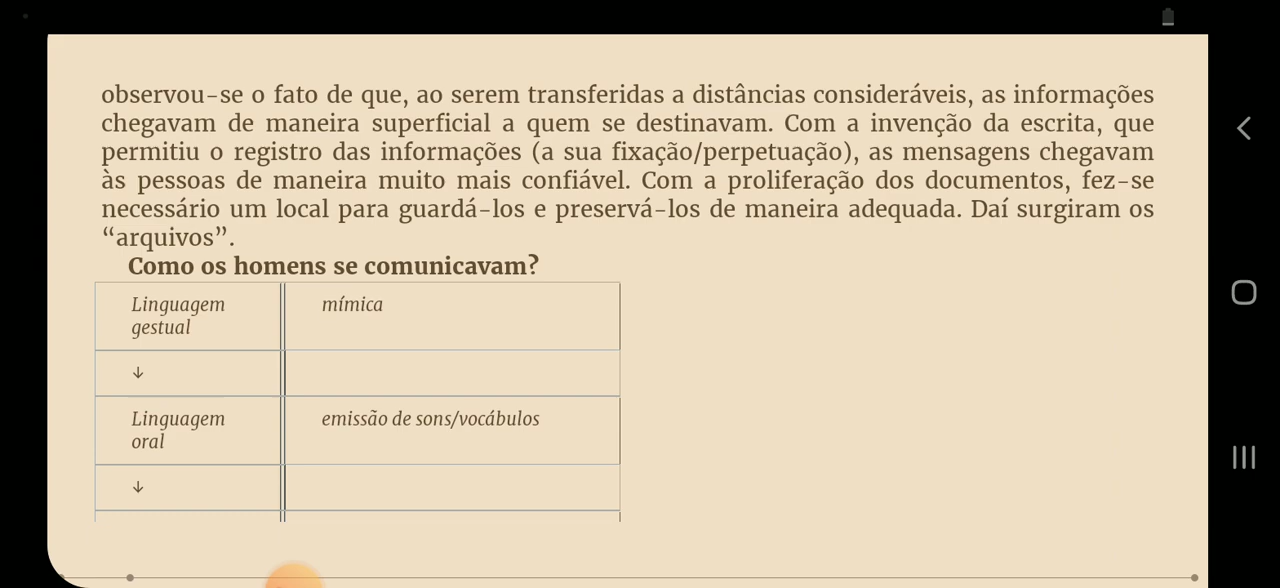 observou-se o fato de que, ao serem transferidas a distâncias consideráveis, as informações
chegavam de maneira superficial a quem se destinavam. Com a invenção da escrita, que
permitiu o registro das informações (a sua fixação/perpetuação), as mensagens chegavam
às pessoas de maneira muito mais confiável. Com a proliferação dos documentos, fez-se
necessário um local para guardá-los e preservá-los de maneira adequada. Daí surgiram os
“arquivos”.
Como os homens se comunicavam?
Linguagem
gestual
mímica
↓
Linguagem
oral
emissão de sons/vocábulos
↓